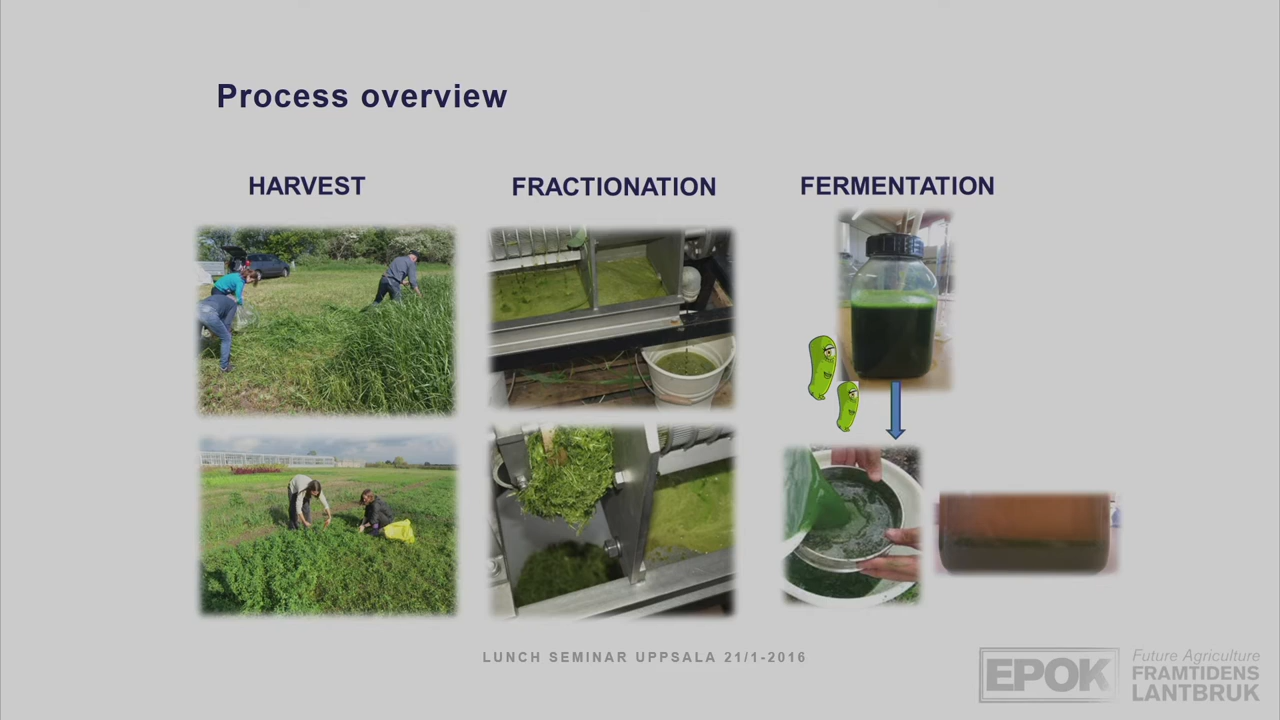 Process overview
HARVEST
FRACTIONATION
FERMENTATION
LUNCH SEMINAR UPPSALA 21/1-2016
EPOK
Future Agriculture
FRAMTIDENS
LANTBRUK